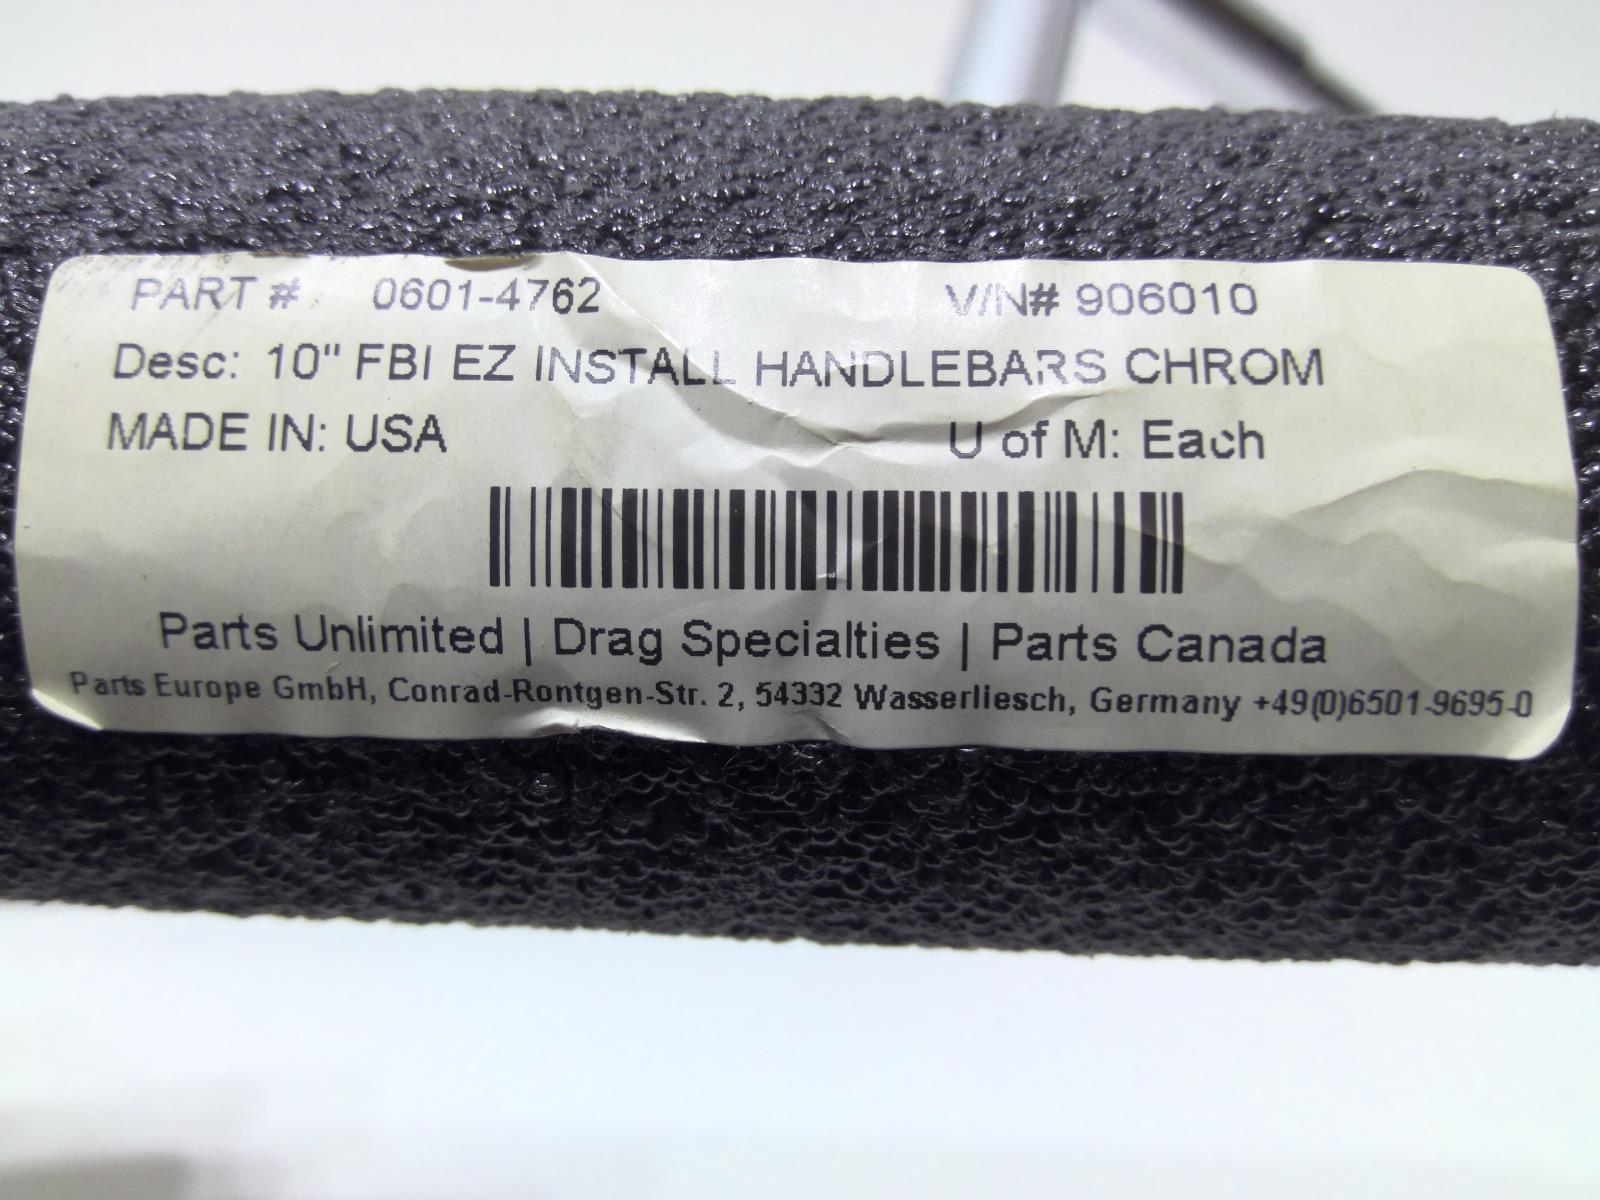 PART # 0601-4762 V/N# 906010
Desc: 10" FBI EZ INSTALL HANDLEBARS CHROM
MADE IN: USA U of M: Each
Parts Unlimited | Drag Specialties | Parts Canada
Parts Europe GmbH, Conrad-Rontgen-Str. 2, 54332 Wasserliesch, Germany +49(0)6501-9695-0